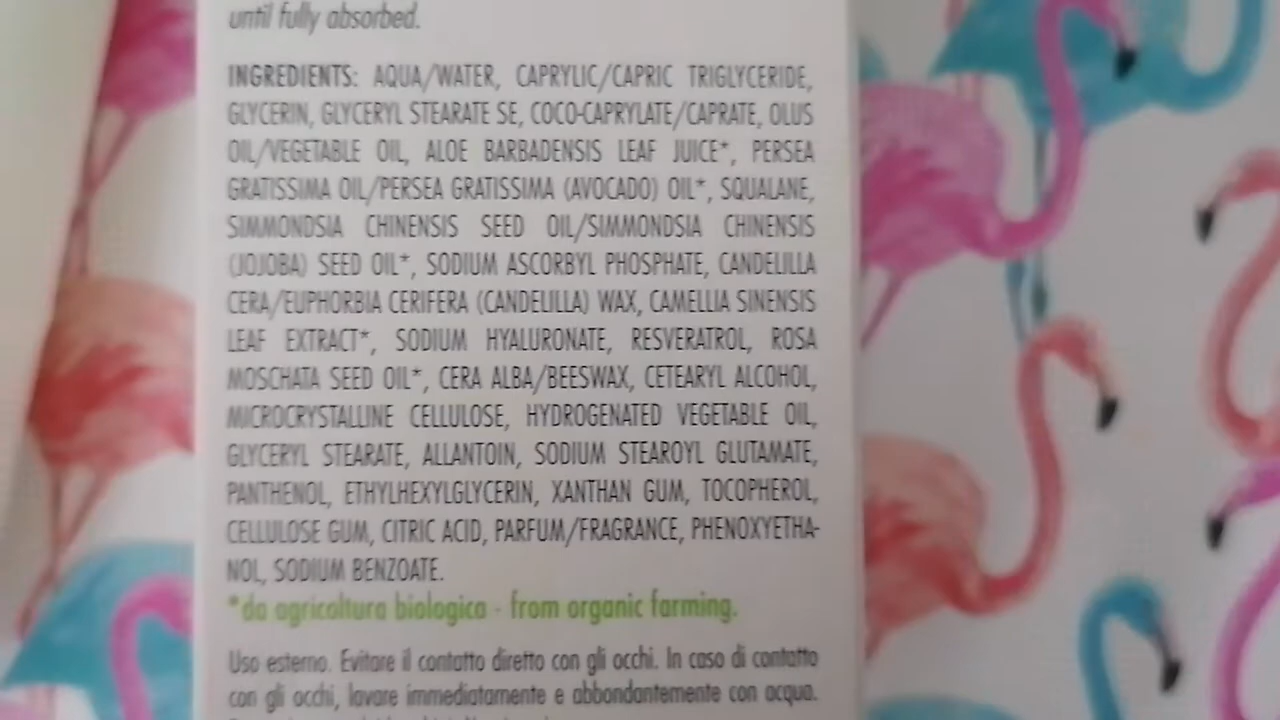 until fully absorbed.
INGREDIENTS: AQUA/WATER, CAPRYLIC/CAPRIC TRIGLYCERIDE,
GLYCERIN, GLYCERYL STEARATE SE, COCO-CAPRYLATE/CAPRATE, OLUS
OIL/VEGETABLE OIL, ALOE BARBADENSIS LEAF JUICE*, PERSEA
GRATISSIMA OIL/PERSEA GRATISSIMA (AVOCADO) OIL*, SQUALANE,
SIMMONDSIA CHINENSIS SEED OIL/SIMMONDSIA CHINENSIS
(JOJOBA) SEED OIL*, SODIUM ASCORBYL PHOSPHATE, CANDELILLA
CERA/EUPHORBIA CERIFERA (CANDELILLA) WAX, CAMELLIA SINENSIS
LEAF EXTRACT*, SODIUM HYALURONATE, RESVERATROL, ROSA
MOSCHATA SEED OIL*, CERA ALBA/BEESWAX, CETEARYL ALCOHOL,
MICROCRYSTALLINE CELLULOSE, HYDROGENATED VEGETABLE OIL,
GLYCERYL STEARATE, ALLANTOIN, SODIUM STEAROYL GLUTAMATE,
PANTHENOL, ETHYLHEXYLGLYCERIN, XANTHAN GUM, TOCOPHEROL,
CELLULOSE GUM, CITRIC ACID, PARFUM/FRAGRANCE, PHENOXYETHA-
NOL, SODIUM BENZOATE.
*da agricoltura biologica - from organic farming.
Uso esterno. Evitare il contatto diretto con gli occhi. In caso di contatto
con gli occhi, lavare immediatamente e abbondantemente con acqua.